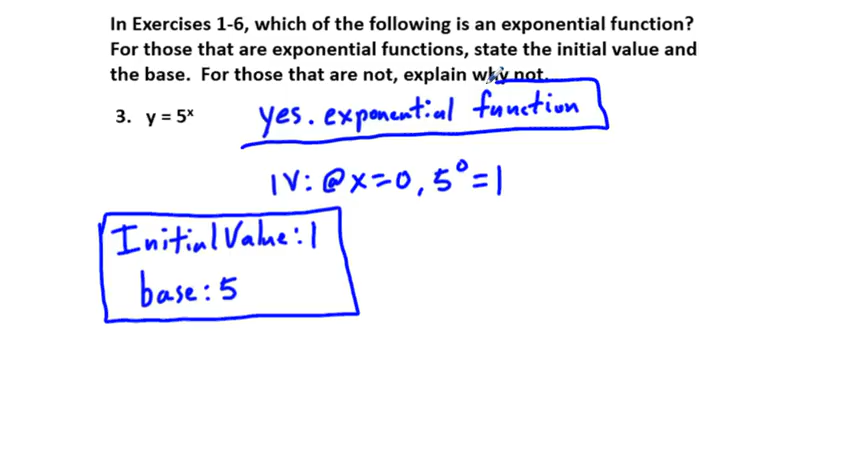 In Exercises 1-6, which of the following is an exponential function?
For those that are exponential functions, state the initial value and
the base. For those that are not, explain why not.
3. y = 5ˣ
yes. exponential function
IV: @ x=0, 5⁰=1
Initial Value: 1
base: 5